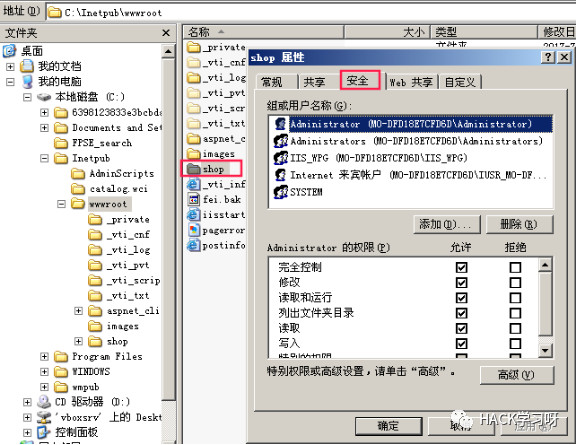 地址(D) C:\Inetpub\wwwroot
文件夹
桌面
我的文档
我的电脑
本地磁盘 (C:)
Documents and Set
FPSE_search
Inetpub
AdminScripts
catalog.wci
wwwroot
_private
_vti_cnf
_vti_log
_vti_pvt
_vti_scrip
_vti_txt
aspnet_cli
images
shop
Program Files
WINDOWS
wmpub
CD 驱动器 (D:)
'vboxsrv' 上的 Deskt
控制面板
名称 大小 类型 修改日
_private 文件夹 2017-7
_vti_cnf
_vti_log
_vti_pvt
_vti_scr
_vti_txt
aspnet_c
images
shop
_vti_inf
fei.bak
iisstart
pagerror
postinfo
shop 属性
常规 共享 安全 Web 共享 自定义
组或用户名称(G):
Administrator (MO-DFD18E7CFD6D\Administrator)
Administrators (MO-DFD18E7CFD6D\Administrators)
IIS_WPG (MO-DFD18E7CFD6D\IIS_WPG)
Internet 来宾帐户 (MO-DFD18E7CFD6D\IUSR_MO-DF...
SYSTEM
添加(D)... 删除(R)
Administrator 的权限(P) 允许 拒绝
完全控制
修改
读取和运行
列出文件夹目录
读取
写入
特别的权限
特别权限或高级设置，请单击“高级”。
高级(V)
确定 取消
HACK学习呀